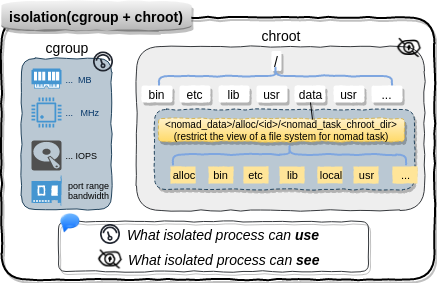 isolation(cgroup + chroot)
cgroup
... MB
... MHz
... IOPS
port range
bandwidth
chroot
/
bin etc lib usr data usr ...
<nomad_data>/alloc/<id>/<nomad_task_chroot_dir>
(restrict the view of a file system for nomad task)
alloc bin etc lib local usr ...
What isolated process can use
What isolated process can see